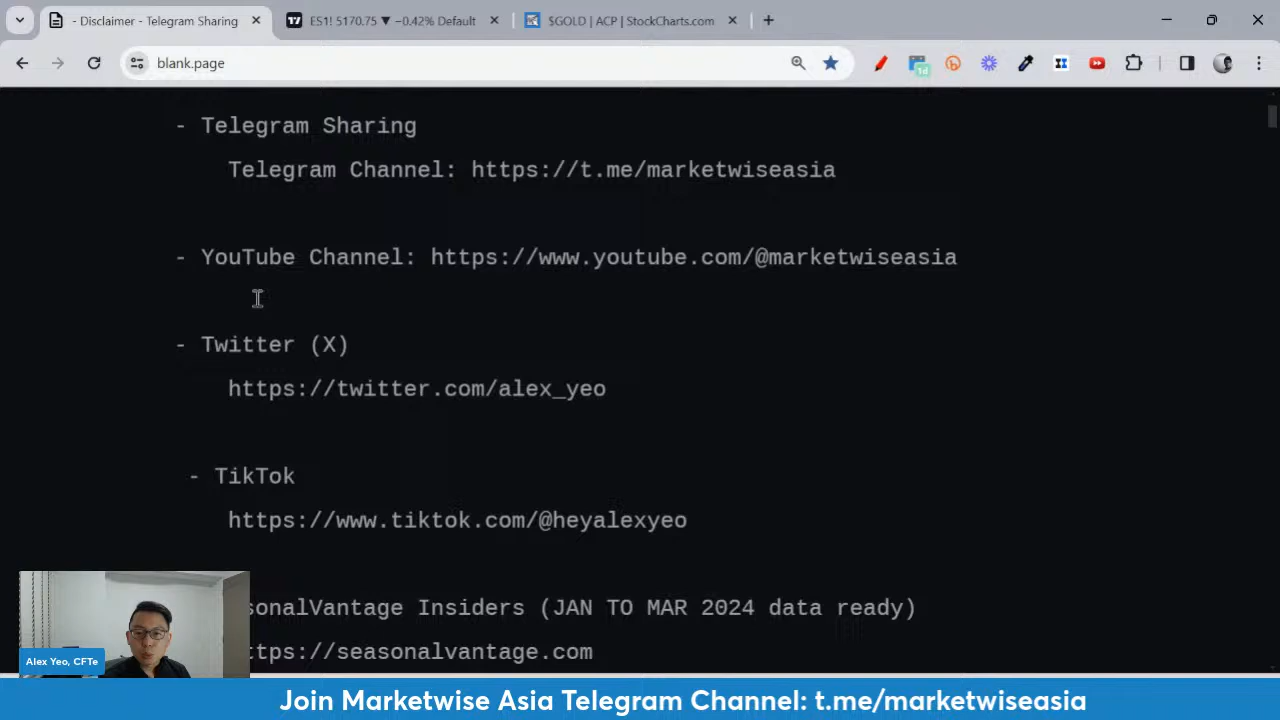 - Disclaimer - Telegram Sharing
ES1! 5170.75 ▼ −0.42% Default
$GOLD | ACP | StockCharts.com
blank.page
1d
- Telegram Sharing
Telegram Channel: https://t.me/marketwiseasia
- YouTube Channel: https://www.youtube.com/@marketwiseasia
- Twitter (X)
https://twitter.com/alex_yeo
- TikTok
https://www.tiktok.com/@heyalexyeo
sonalVantage Insiders (JAN TO MAR 2024 data ready)
tps://seasonalvantage.com
Alex Yeo, CFTe
Join Marketwise Asia Telegram Channel: t.me/marketwiseasia